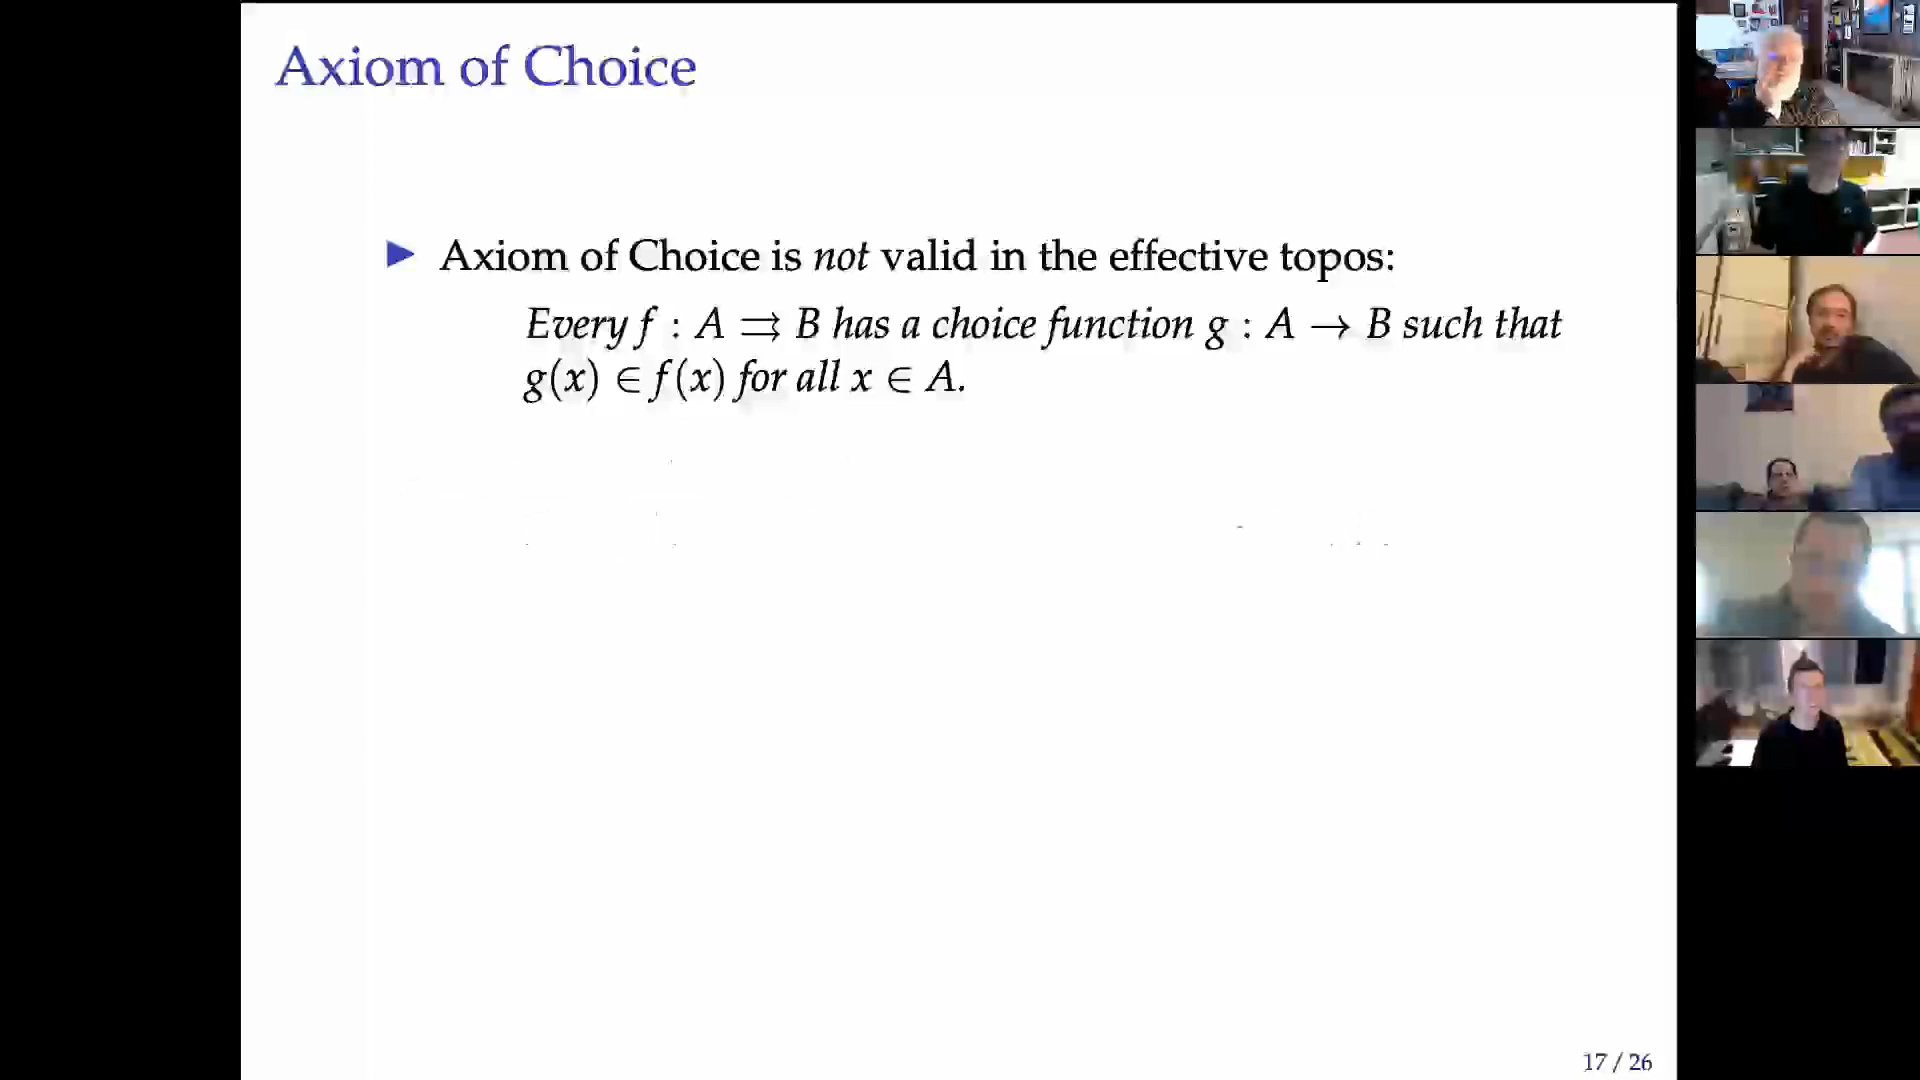 Axiom of Choice
▶ Axiom of Choice is not valid in the effective topos:
Every f : A ⇉ B has a choice function g : A → B such that
g(x) ∈ f(x) for all x ∈ A.
17 / 26